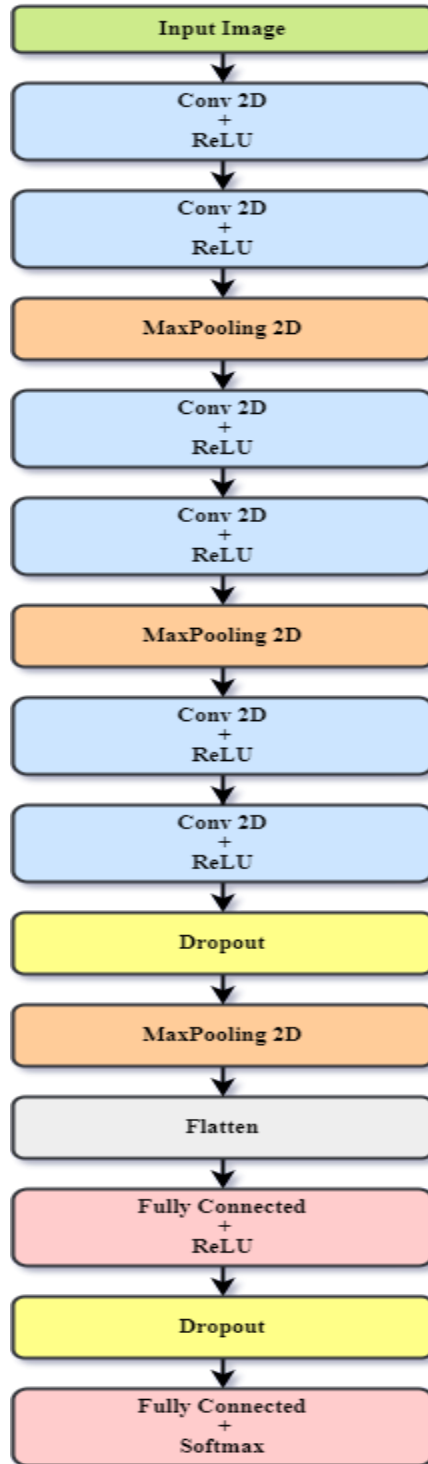 Input Image
Conv 2D
+
ReLU
Conv 2D
+
ReLU
MaxPooling 2D
Conv 2D
+
ReLU
Conv 2D
+
ReLU
MaxPooling 2D
Conv 2D
+
ReLU
Conv 2D
+
ReLU
Dropout
MaxPooling 2D
Flatten
Fully Connected
+
ReLU
Dropout
Fully Connected
+
Softmax